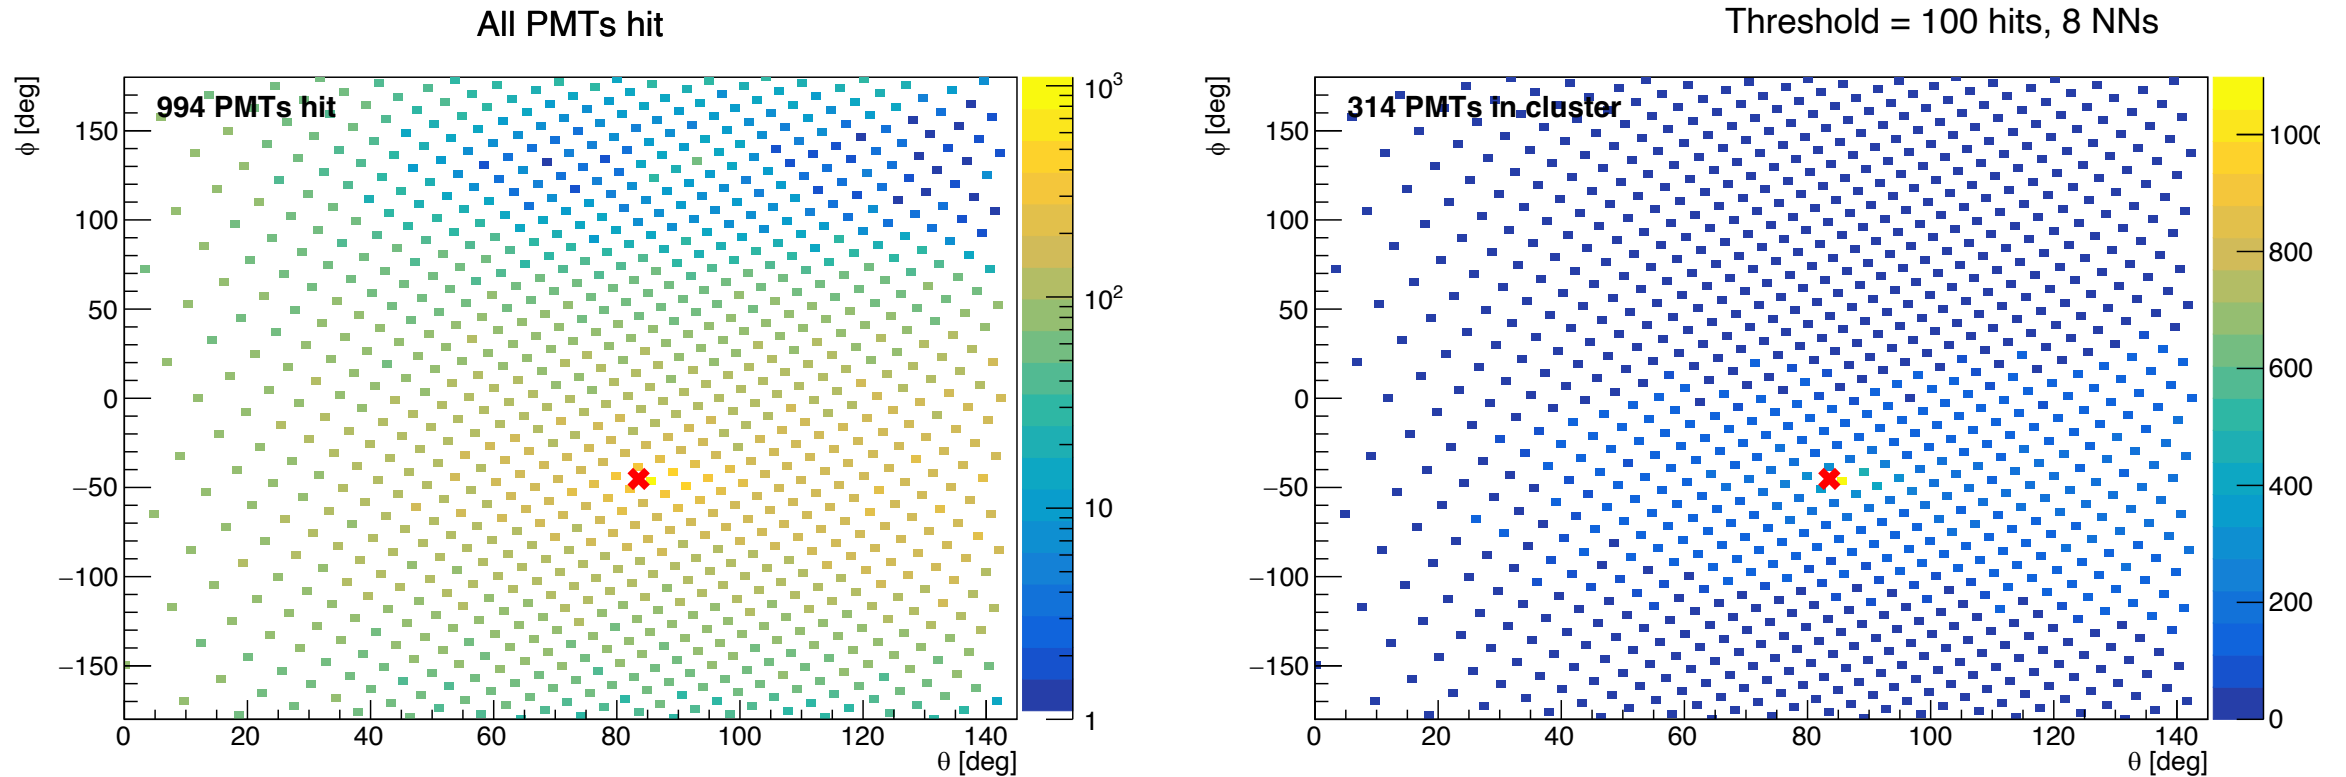 All PMTs hit
994 PMTs hit
φ [deg]
150
100
50
0
−50
−100
−150
0 20 40 60 80 100 120 140
θ [deg]
10³
10²
10
1
Threshold = 100 hits, 8 NNs
314 PMTs in cluster
φ [deg]
150
100
50
0
−50
−100
−150
0 20 40 60 80 100 120 140
θ [deg]
1000
800
600
400
200
0